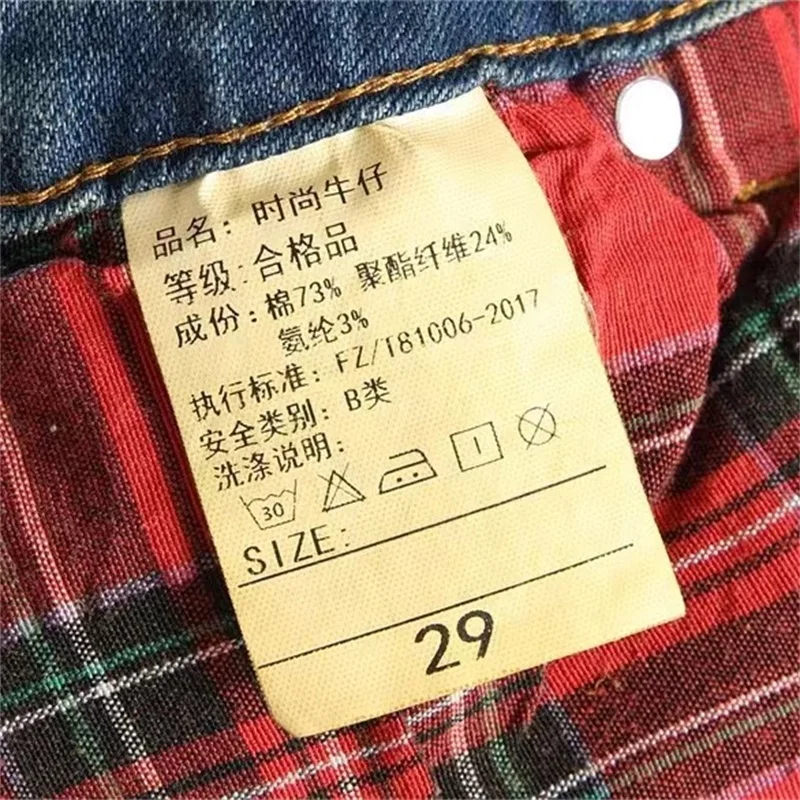 品名: 时尚牛仔
等级: 合格品
成份: 棉73% 聚酯纤维24%
氨纶3%
执行标准: FZ/T81006-2017
安全类别: B类
洗涤说明:
30
SIZE:
29